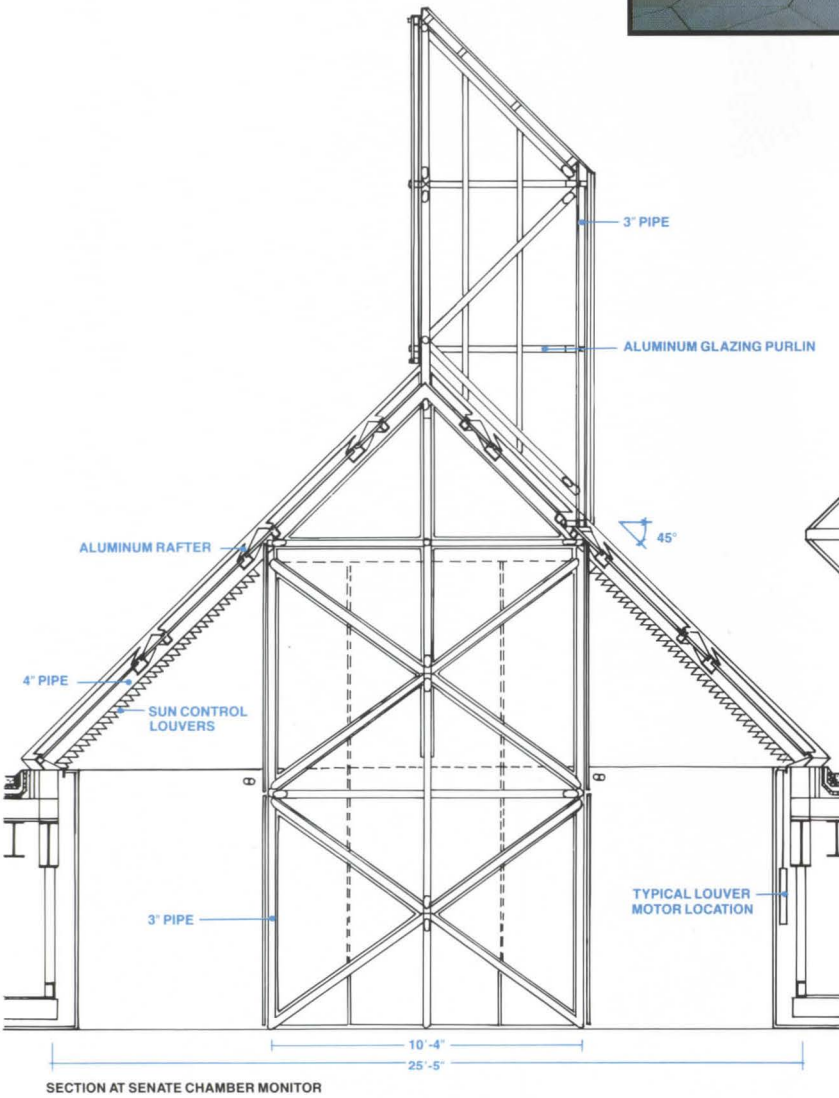 3" PIPE
ALUMINUM GLAZING PURLIN
45°
ALUMINUM RAFTER
4" PIPE
SUN CONTROL
LOUVERS
3" PIPE
TYPICAL LOUVER
MOTOR LOCATION
10'-4"
25'-5"
SECTION AT SENATE CHAMBER MONITOR